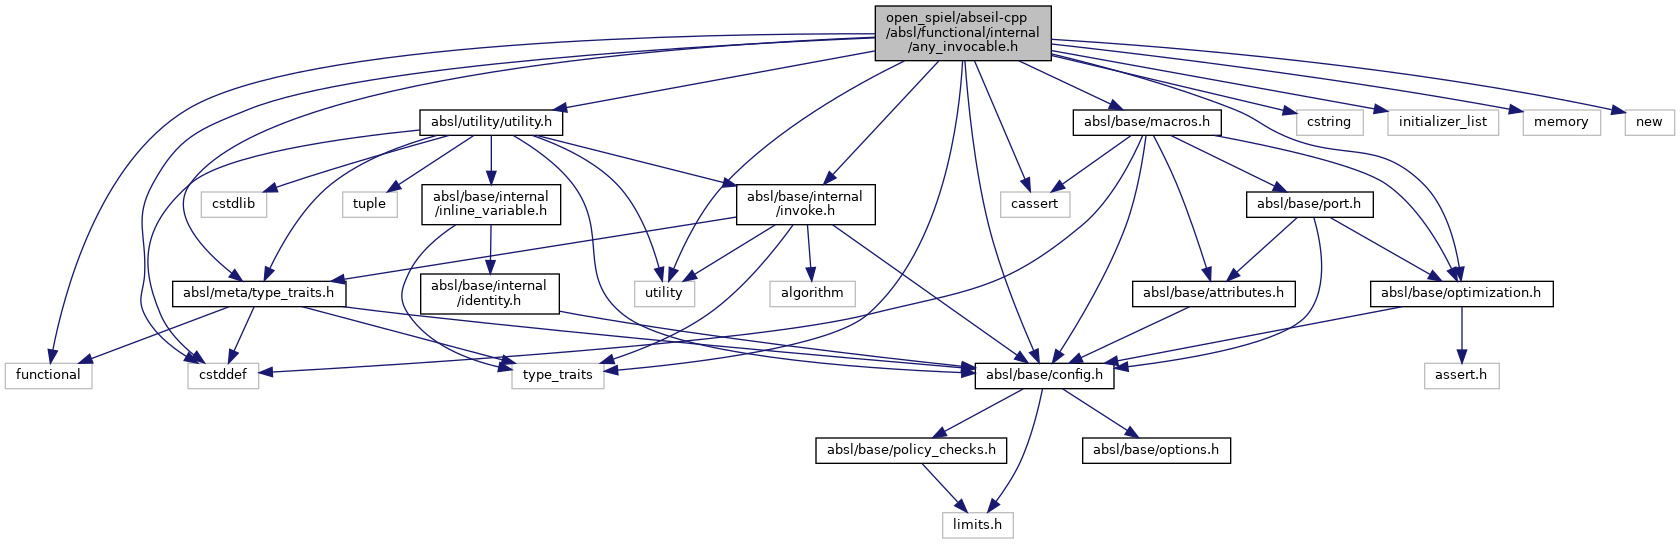 open_spiel/abseil-cpp
/absl/functional/internal
/any_invocable.h
absl/utility/utility.h
absl/base/macros.h
cstring
initializer_list
memory
new
cstdlib
tuple
absl/base/internal
/inline_variable.h
absl/base/internal
/invoke.h
cassert
absl/base/port.h
absl/meta/type_traits.h
absl/base/internal
/identity.h
utility
algorithm
absl/base/attributes.h
absl/base/optimization.h
functional
cstddef
type_traits
absl/base/config.h
assert.h
absl/base/policy_checks.h
absl/base/options.h
limits.h